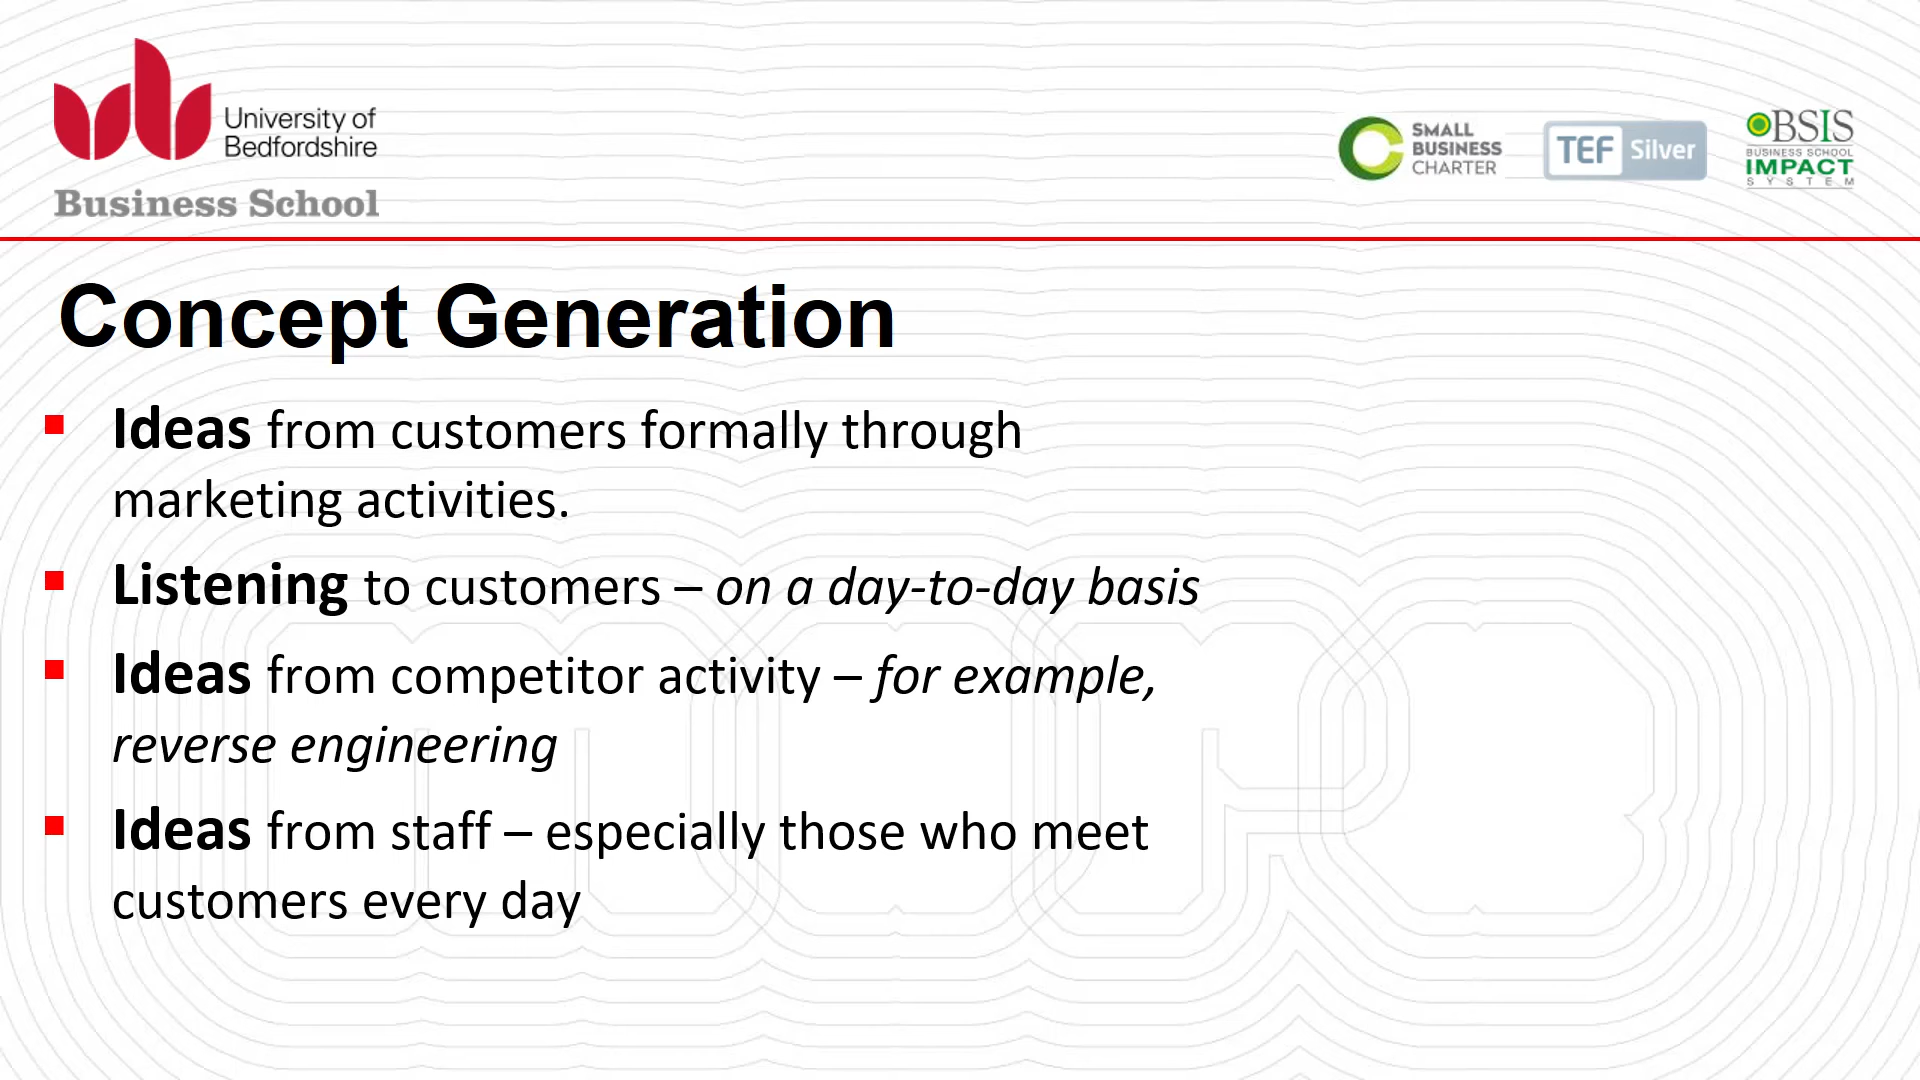 University of
Bedfordshire
Business School
SMALL
BUSINESS
CHARTER
TEF Silver
BSIS
BUSINESS SCHOOL
IMPACT
SYSTEM
Concept Generation
Ideas from customers formally through
marketing activities.
Listening to customers – on a day-to-day basis
Ideas from competitor activity – for example,
reverse engineering
Ideas from staff – especially those who meet
customers every day